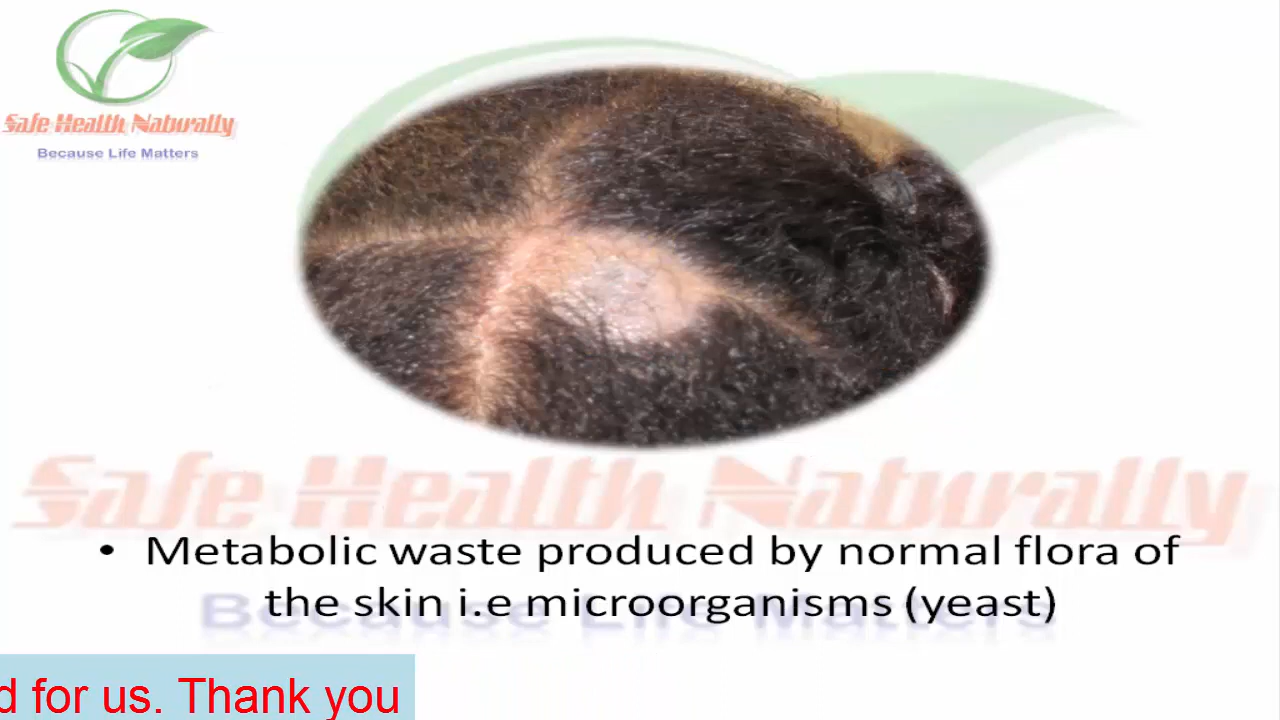 Safe Health Naturally
Because Life Matters
Safe Health Naturally
• Metabolic waste produced by normal flora of
the skin i.e microorganisms (yeast)
Because Life Matters
d for us. Thank you